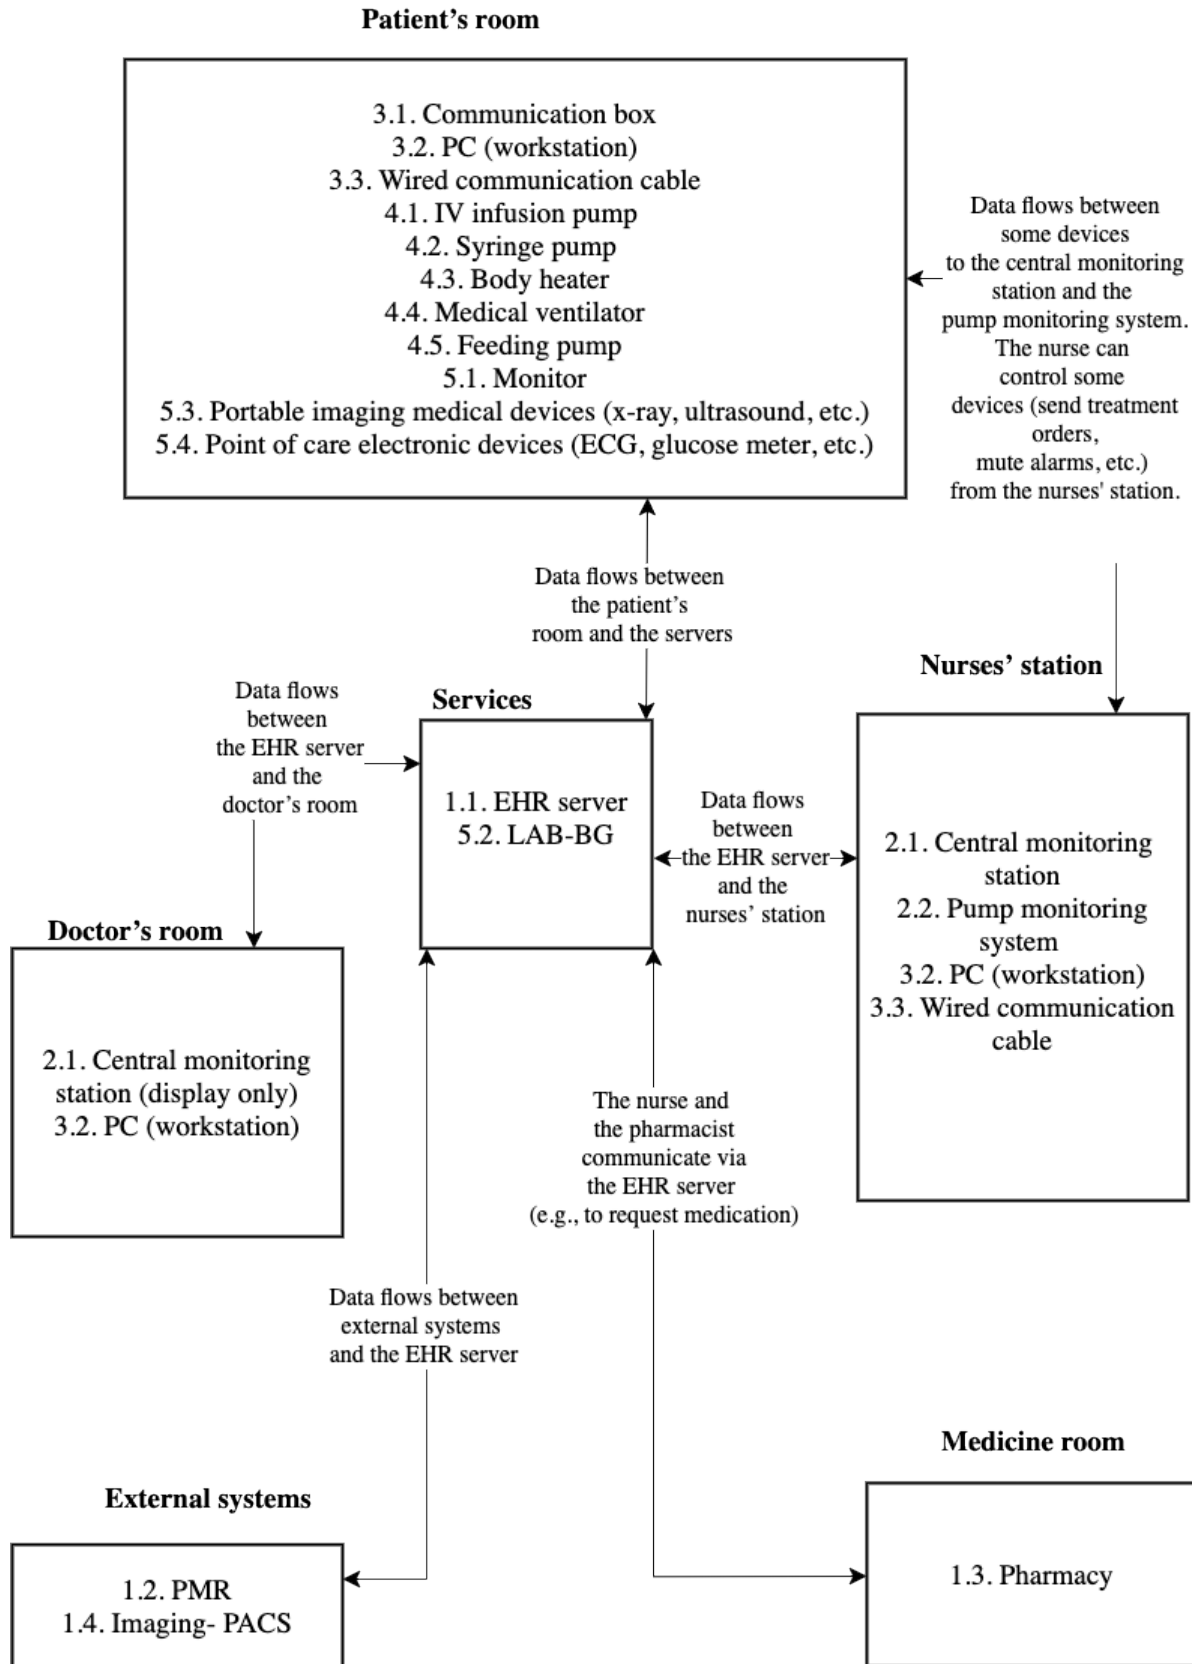 Patient’s room
3.1. Communication box
3.2. PC (workstation)
3.3. Wired communication cable
4.1. IV infusion pump
4.2. Syringe pump
4.3. Body heater
4.4. Medical ventilator
4.5. Feeding pump
5.1. Monitor
5.3. Portable imaging medical devices (x-ray, ultrasound, etc.)
5.4. Point of care electronic devices (ECG, glucose meter, etc.)
Data flows between
some devices
to the central monitoring
station and the
pump monitoring system.
The nurse can
control some
devices (send treatment
orders,
mute alarms, etc.)
from the nurses' station.
Data flows between
the patient’s
room and the servers
Nurses’ station
Data flows
between
the EHR server
and the
doctor’s room
Services
1.1. EHR server
5.2. LAB-BG
Data flows
between
the EHR server
and the
nurses’ station
2.1. Central monitoring
station
2.2. Pump monitoring
system
3.2. PC (workstation)
3.3. Wired communication
cable
Doctor’s room
2.1. Central monitoring
station (display only)
3.2. PC (workstation)
The nurse and
the pharmacist
communicate via
the EHR server
(e.g., to request medication)
Data flows between
external systems
and the EHR server
Medicine room
1.3. Pharmacy
External systems
1.2. PMR
1.4. Imaging- PACS